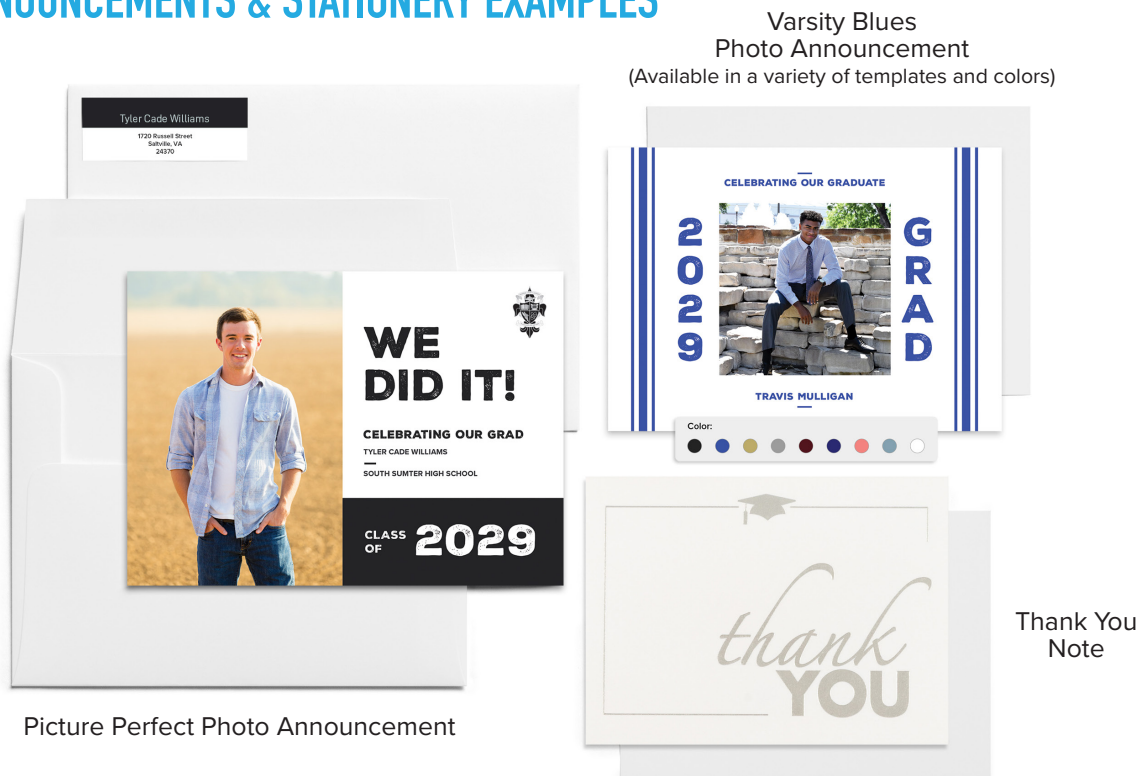 & STATIONERY EXAMPLES
Tyler Cade Williams
1720 Russell Street
Saltville, VA
24370
WE
DID IT!
CELEBRATING OUR GRAD
TYLER CADE WILLIAMS
SOUTH SUMTER HIGH SCHOOL
CLASS
OF
2029
Picture Perfect Photo Announcement
Varsity Blues
Photo Announcement
(Available in a variety of templates and colors)
CELEBRATING OUR GRADUATE
2029
GRAD
TRAVIS MULLIGAN
Color:
thank
YOU
Thank You
Note